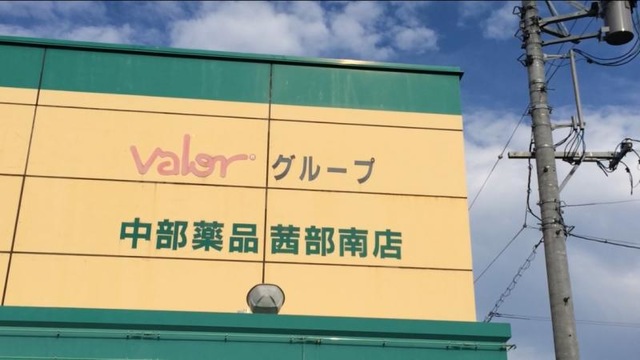 valor グループ
中部薬品 茜部南店